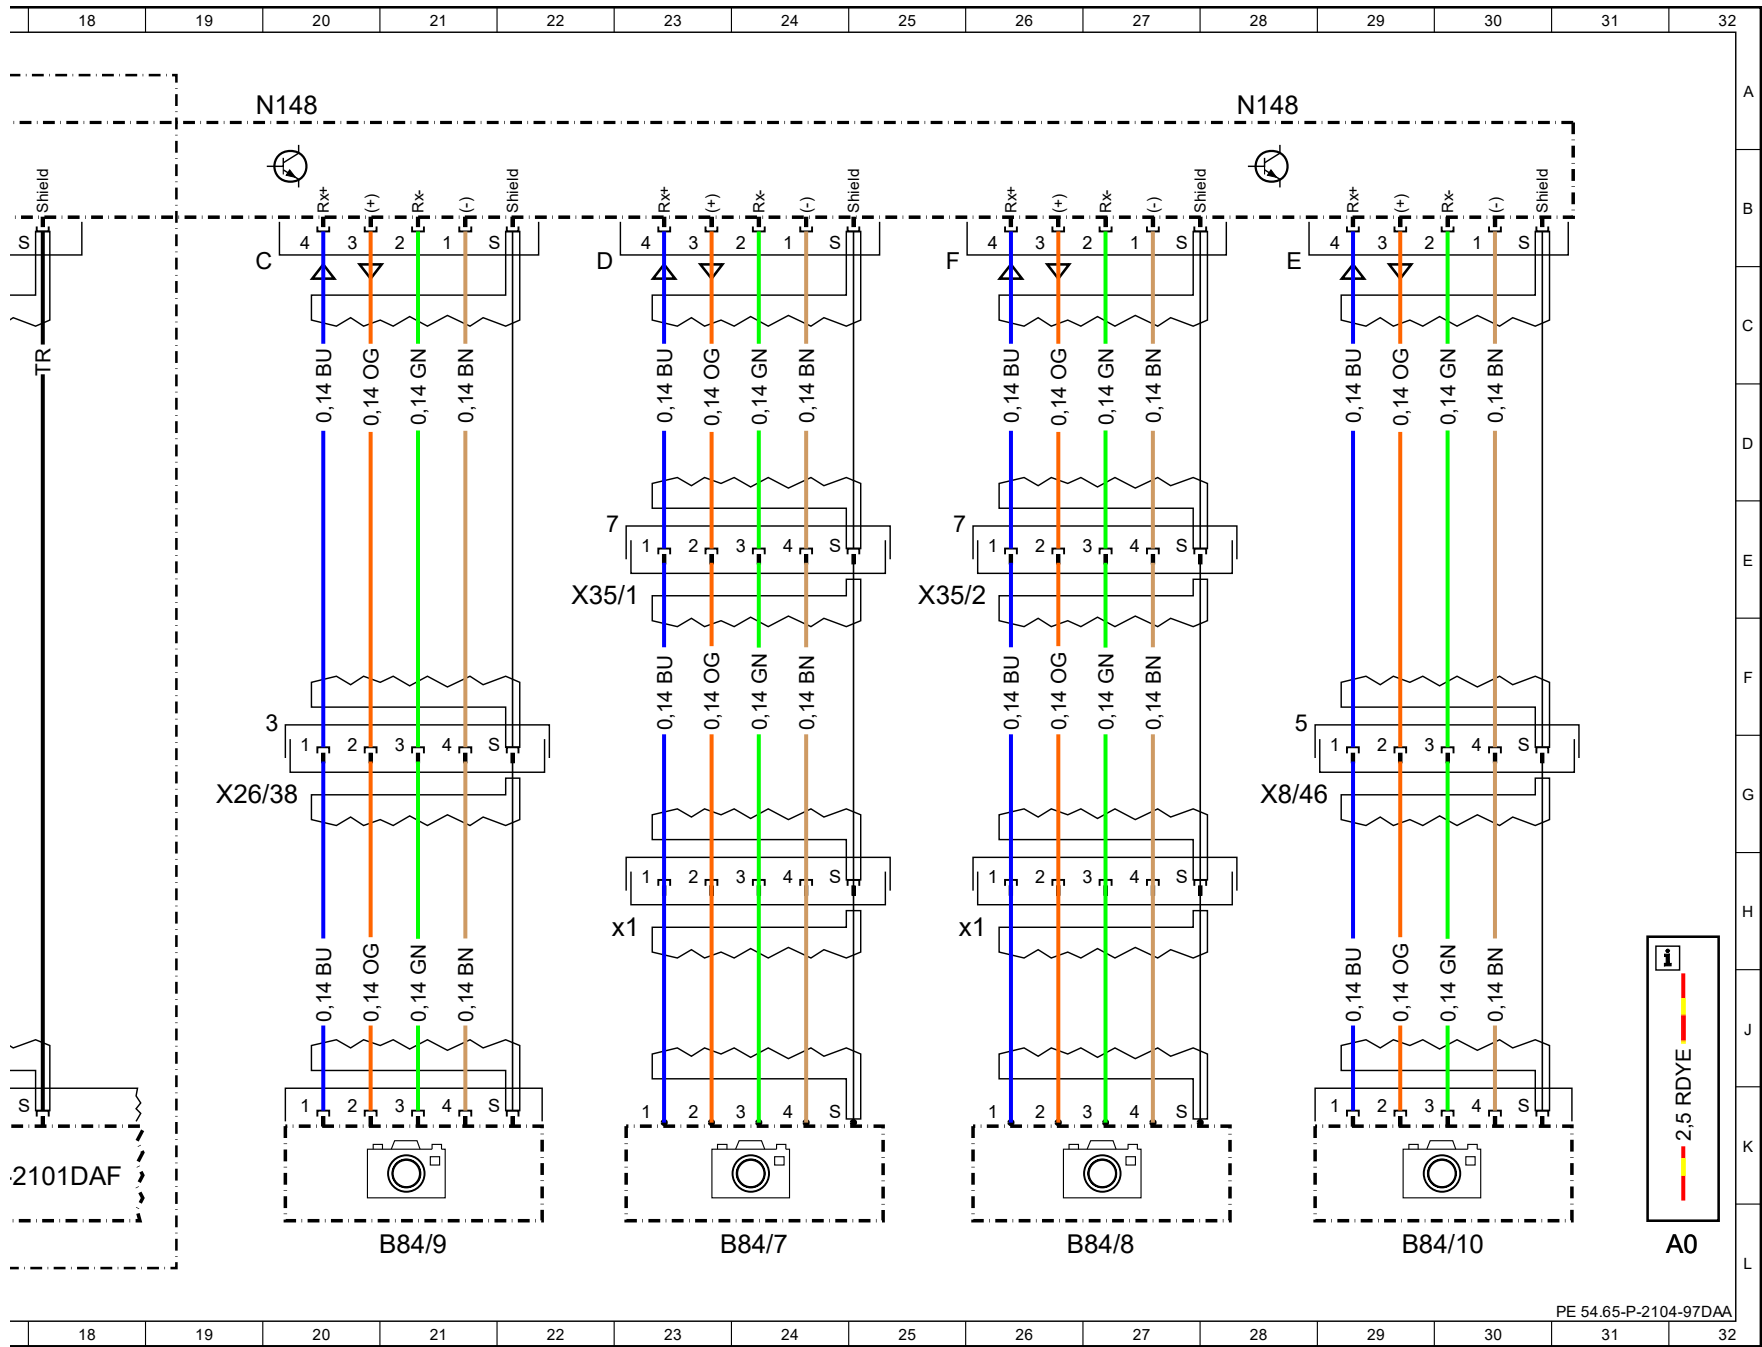 18 19 20 21 22 23 24 25 26 27 28 29 30 31 32
A
N148 N148
Shield Rx+ (+) Rx- (-) Shield Rx+ (+) Rx- (-) Shield Rx+ (+) Rx- (-) Shield Rx+ (+) Rx- (-) Shield
B
S 4 3 2 1 S 4 3 2 1 S 4 3 2 1 S 4 3 2 1 S
C D F E
C
TR 0,14 BU 0,14 OG 0,14 GN 0,14 BN 0,14 BU 0,14 OG 0,14 GN 0,14 BN 0,14 BU 0,14 OG 0,14 GN 0,14 BN 0,14 BU 0,14 OG 0,14 GN 0,14 BN
D
7 7
1 2 3 4 S 1 2 3 4 S
E
X35/1 X35/2
0,14 BU 0,14 OG 0,14 GN 0,14 BN 0,14 BU 0,14 OG 0,14 GN 0,14 BN
F
3 5
1 2 3 4 S 1 2 3 4 S
X26/38 X8/46
G
1 2 3 4 S 1 2 3 4 S
H
x1 x1
i
0,14 BU 0,14 OG 0,14 GN 0,14 BN 0,14 BU 0,14 OG 0,14 GN 0,14 BN
J
2,5 RDYE
S 1 2 3 4 S 1 2 3 4 S 1 2 3 4 S 1 2 3 4 S
K
-2101DAF
B84/9 B84/7 B84/8 B84/10 A0
L
PE 54.65-P-2104-97DAA
18 19 20 21 22 23 24 25 26 27 28 29 30 31 32